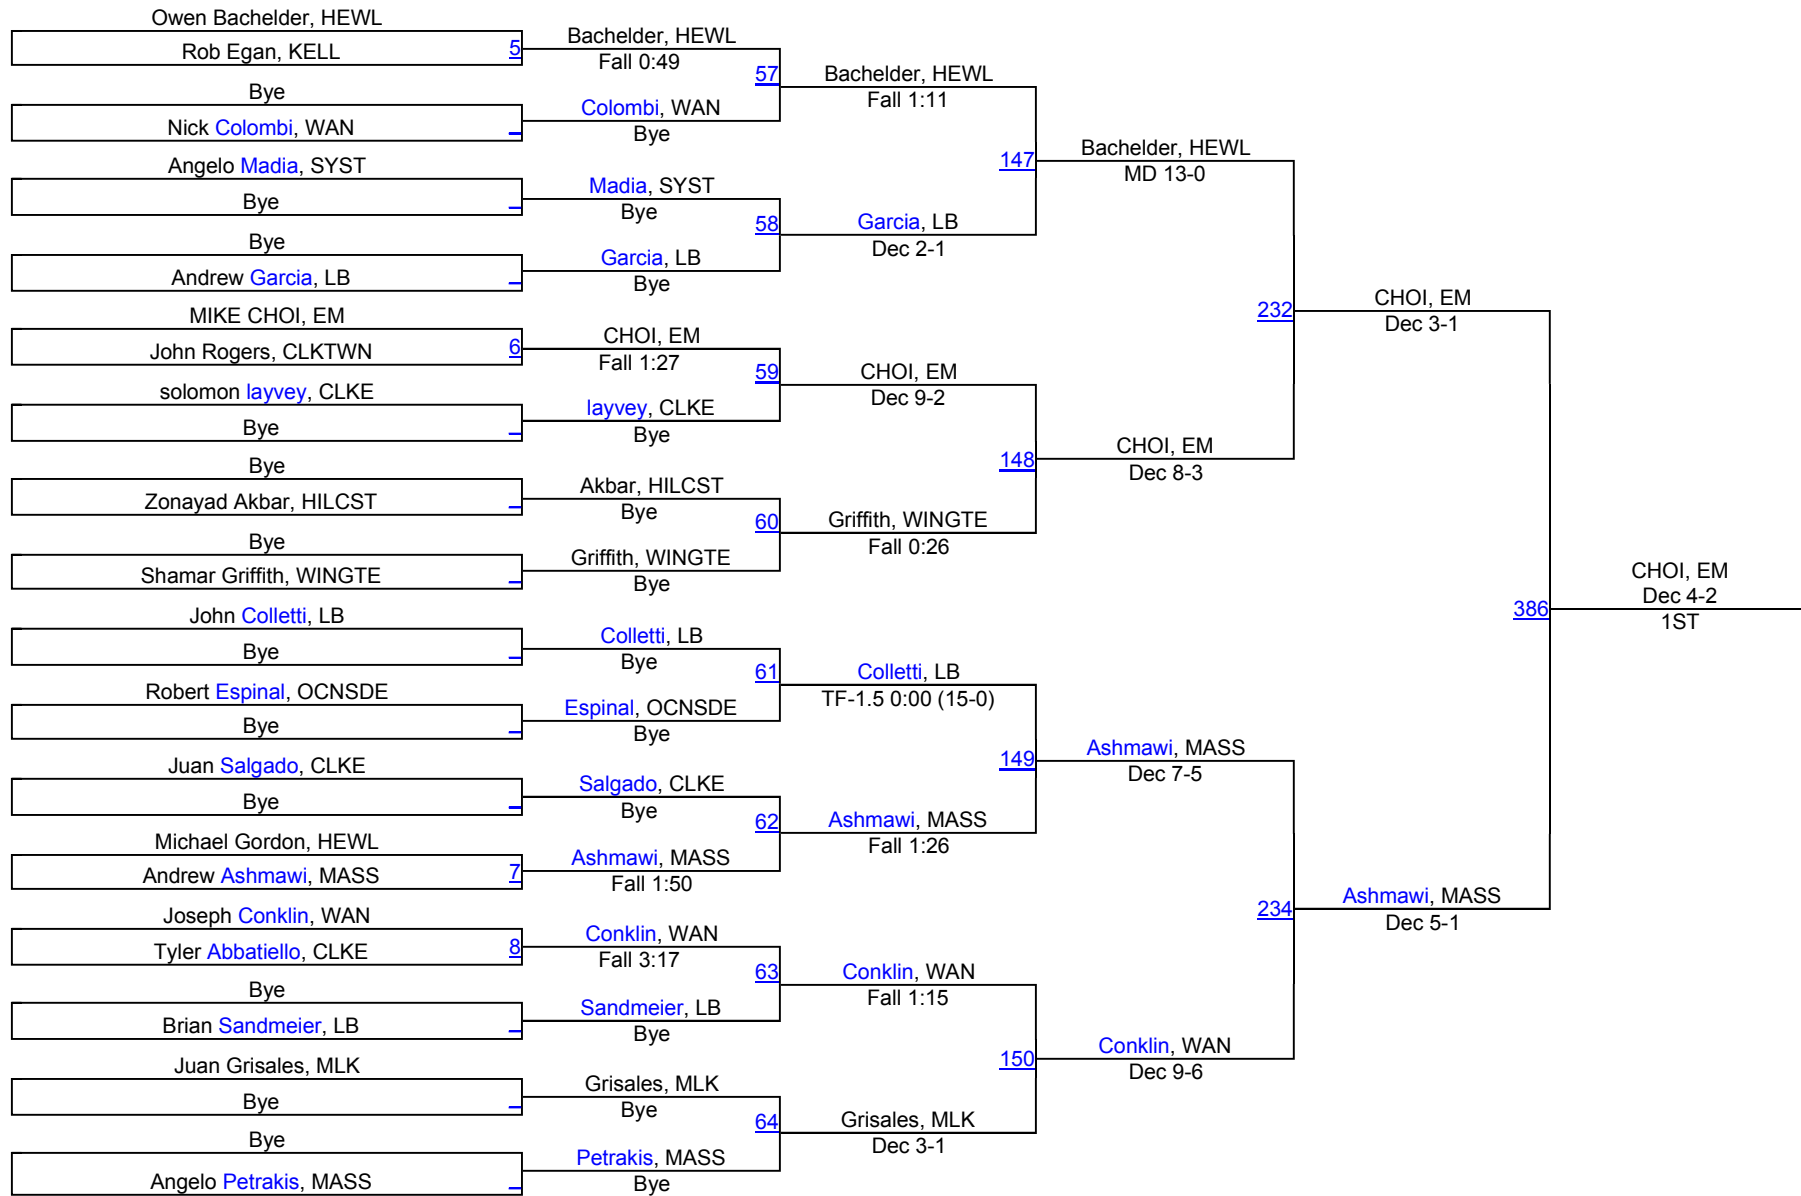 Owen Bachelder, HEWL
Rob Egan, KELL
5
Bye
Nick Colombi, WAN
Angelo Madia, SYST
Bye
Bye
Andrew Garcia, LB
MIKE CHOI, EM
John Rogers, CLKTWN
6
solomon layvey, CLKE
Bye
Bye
Zonayad Akbar, HILCST
Bye
Shamar Griffith, WINGTE
John Colletti, LB
Bye
Robert Espinal, OCNSDE
Bye
Juan Salgado, CLKE
Bye
Michael Gordon, HEWL
Andrew Ashmawi, MASS
7
Joseph Conklin, WAN
Tyler Abbatiello, CLKE
8
Bye
Brian Sandmeier, LB
Juan Grisales, MLK
Bye
Bye
Angelo Petrakis, MASS
Bachelder, HEWL
Fall 0:49
57
Colombi, WAN
Bye
Madia, SYST
Bye
58
Garcia, LB
Bye
CHOI, EM
Fall 1:27
59
layvey, CLKE
Bye
Akbar, HILCST
Bye
60
Griffith, WINGTE
Bye
Colletti, LB
Bye
61
Espinal, OCNSDE
Bye
Salgado, CLKE
Bye
62
Ashmawi, MASS
Fall 1:50
Conklin, WAN
Fall 3:17
63
Sandmeier, LB
Bye
Grisales, MLK
Bye
64
Petrakis, MASS
Bye
Bachelder, HEWL
Fall 1:11
147
Garcia, LB
Dec 2-1
CHOI, EM
Dec 9-2
148
Griffith, WINGTE
Fall 0:26
Colletti, LB
TF-1.5 0:00 (15-0)
149
Ashmawi, MASS
Fall 1:26
Conklin, WAN
Fall 1:15
150
Grisales, MLK
Dec 3-1
Bachelder, HEWL
MD 13-0
232
CHOI, EM
Dec 8-3
Ashmawi, MASS
Dec 7-5
234
Conklin, WAN
Dec 9-6
CHOI, EM
Dec 3-1
386
Ashmawi, MASS
Dec 5-1
CHOI, EM
Dec 4-2
1ST